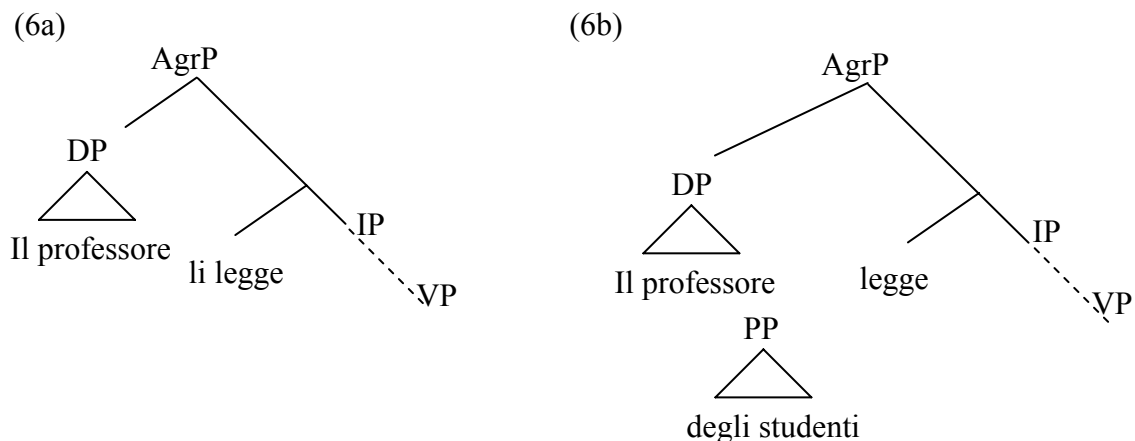 (6a)
AgrP
DP
Il professore
li legge
IP
VP
(6b)
AgrP
DP
Il professore
legge
IP
VP
PP
degli studenti